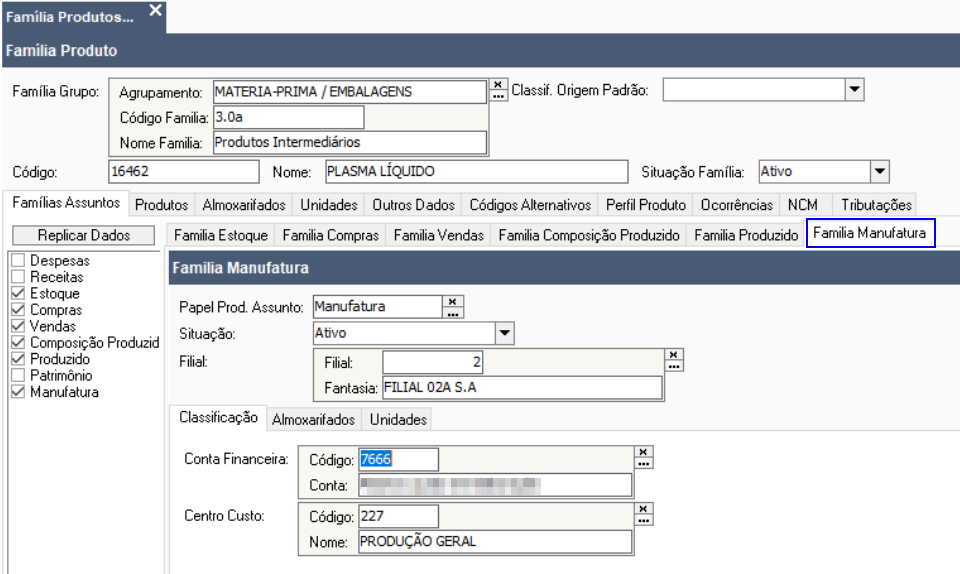 Família Produtos... X
Família Produto
Família Grupo: Agrupamento: MATERIA-PRIMA / EMBALAGENS Classif. Origem Padrão:
Código Familia: 3.0a
Nome Familia: Produtos Intermediários
Código: 16462 Nome: PLASMA LÍQUIDO Situação Família: Ativo
Famílias Assuntos Produtos Almoxarifados Unidades Outros Dados Códigos Alternativos Perfil Produto Ocorrências NCM Tributações
Replicar Dados Familia Estoque Familia Compras Familia Vendas Familia Composição Produzido Familia Produzido Familia Manufatura
Despesas
Receitas
Estoque
Compras
Vendas
Composição Produzid
Produzido
Patrimônio
Manufatura
Familia Manufatura
Papel Prod. Assunto: Manufatura
Situação: Ativo
Filial: Filial: 2
Fantasia: FILIAL 02A S.A
Classificação Almoxarifados Unidades
Conta Financeira: Código: 7666
Conta:
Centro Custo: Código: 227
Nome: PRODUÇÃO GERAL